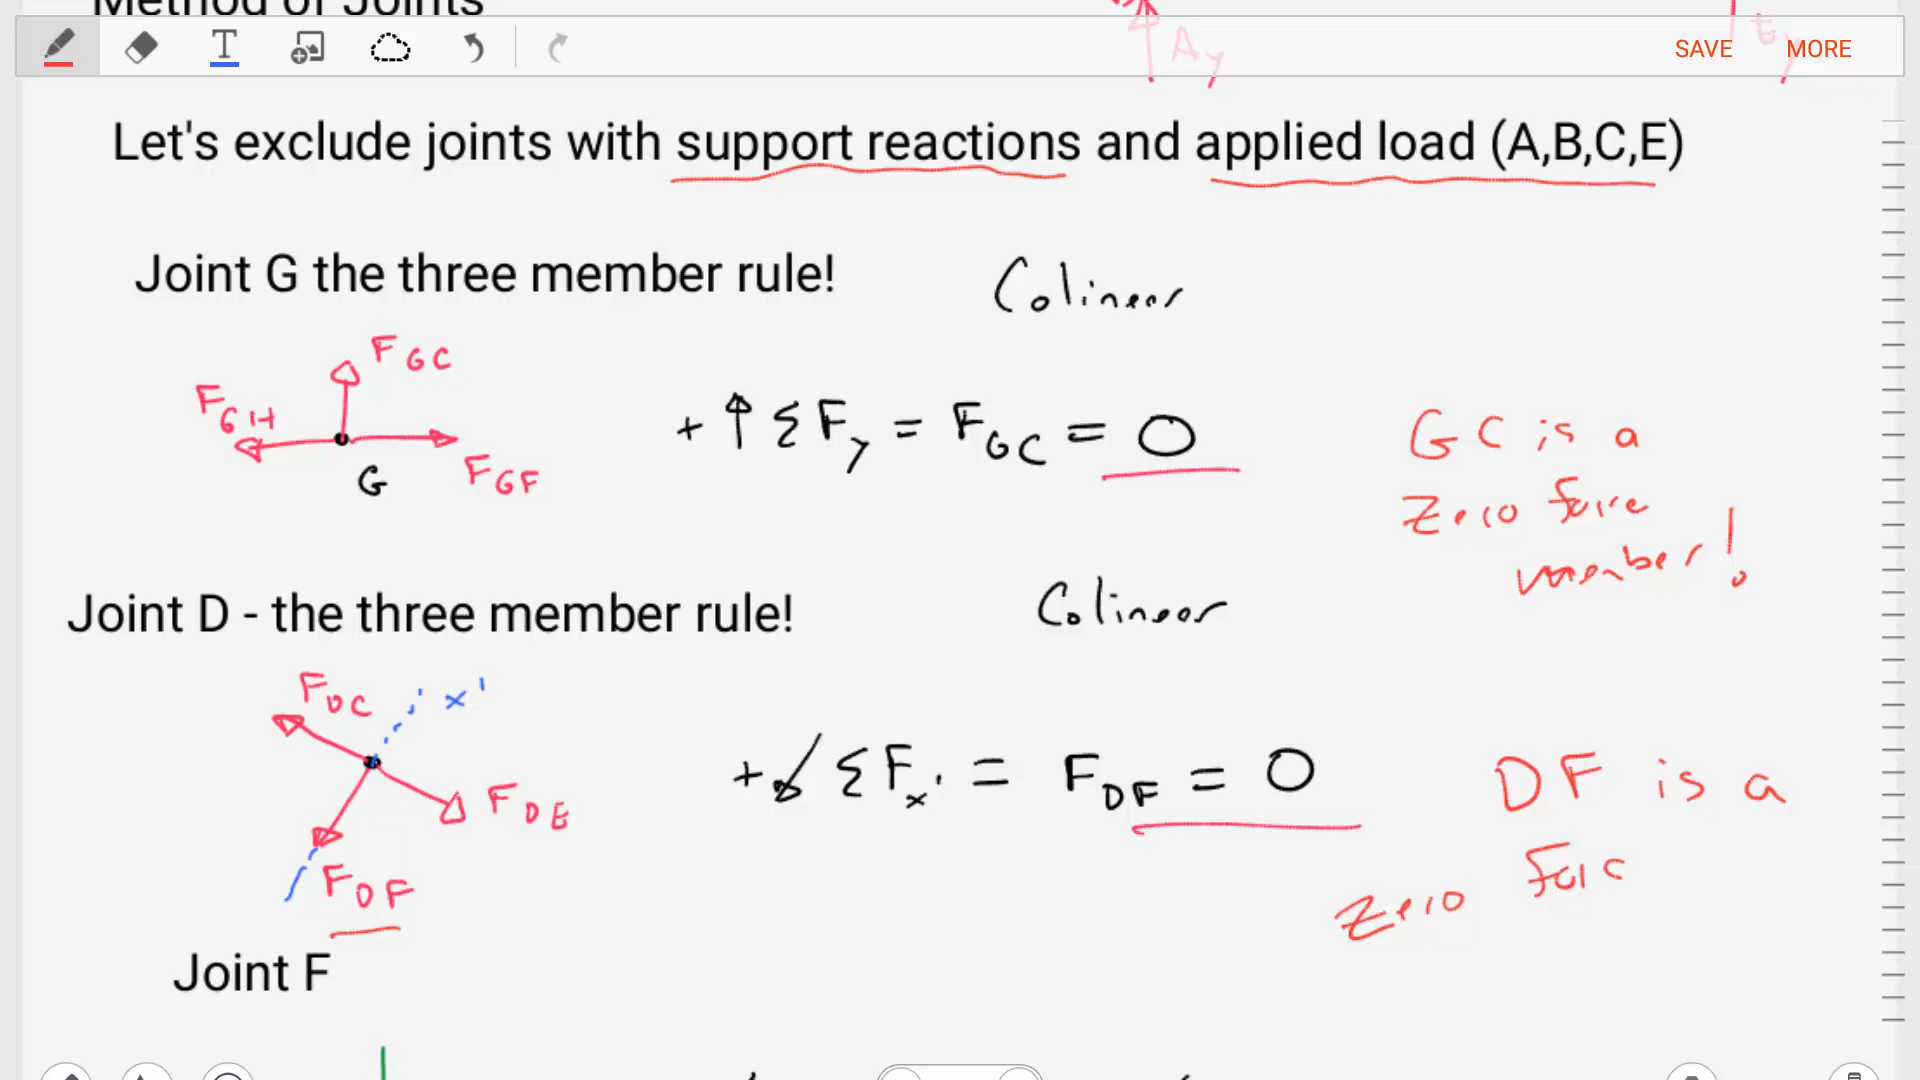 Method of Joints
T
SAVE
MORE
Ay
Ey
Let's exclude joints with support reactions and applied load (A,B,C,E)
Joint G the three member rule!
Colinear
FGC
FGH
FGF
G
+↑ ΣFy = FGC = 0
GC is a
Zero force
member!
Joint D - the three member rule!
Colinear
FDC
x'
FDE
FDF
+↙ ΣFx' = FDF = 0
DF is a
Zero forc
Joint F